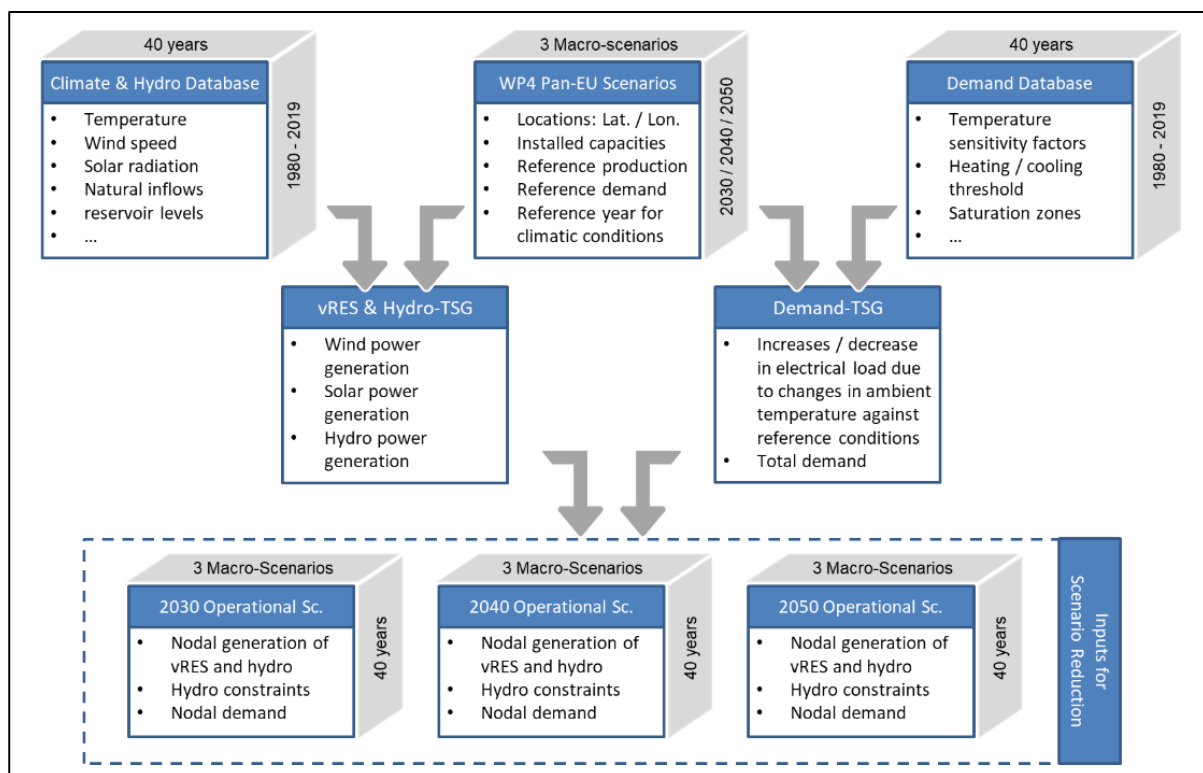 40 years
Climate & Hydro Database
• Temperature
• Wind speed
• Solar radiation
• Natural inflows
• reservoir levels
• ...
1980 - 2019
3 Macro-scenarios
WP4 Pan-EU Scenarios
• Locations: Lat. / Lon.
• Installed capacities
• Reference production
• Reference demand
• Reference year for
climatic conditions
2030 / 2040 / 2050
40 years
Demand Database
• Temperature
sensitivity factors
• Heating / cooling
threshold
• Saturation zones
• ...
1980 - 2019
vRES & Hydro-TSG
• Wind power
generation
• Solar power
generation
• Hydro power
generation
Demand-TSG
• Increases / decrease
in electrical load due
to changes in ambient
temperature against
reference conditions
• Total demand
3 Macro-Scenarios
2030 Operational Sc.
• Nodal generation of
vRES and hydro
• Hydro constraints
• Nodal demand
40 years
3 Macro-Scenarios
2040 Operational Sc.
• Nodal generation of
vRES and hydro
• Hydro constraints
• Nodal demand
40 years
3 Macro-Scenarios
2050 Operational Sc.
• Nodal generation of
vRES and hydro
• Hydro constraints
• Nodal demand
40 years
Inputs for
Scenario Reduction